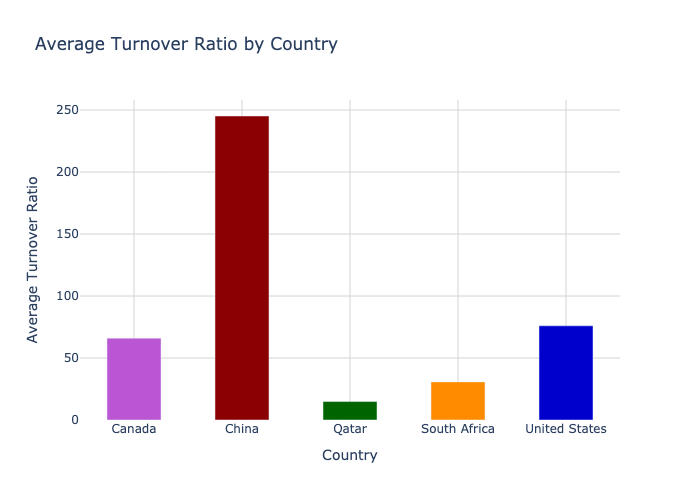 Average Turnover Ratio by Country
Average Turnover Ratio
250
200
150
100
50
0
Canada China Qatar South Africa United States
Country